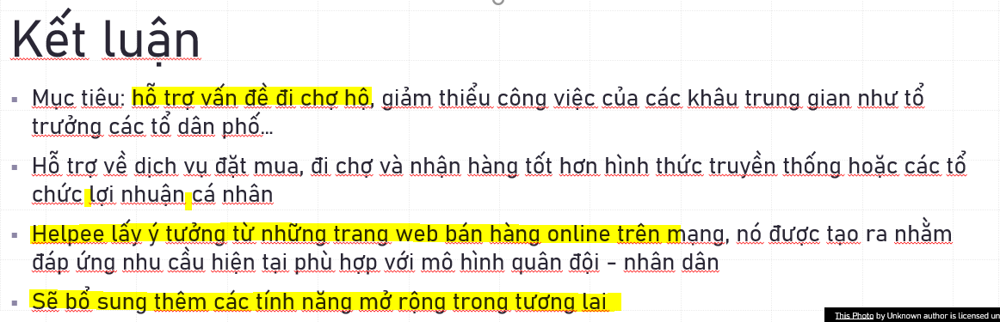 Kết luận
▪ Mục tiêu: hỗ trợ vấn đề đi chợ hộ, giảm thiểu công việc của các khâu trung gian như tổ
trưởng các tổ dân phố...
▪ Hỗ trợ về dịch vụ đặt mua, đi chợ và nhận hàng tốt hơn hình thức truyền thống hoặc các tổ
chức lợi nhuận cá nhân
▪ Helpee lấy ý tưởng từ những trang web bán hàng online trên mạng, nó được tạo ra nhằm
đáp ứng nhu cầu hiện tại phù hợp với mô hình quân đội - nhân dân
▪ Sẽ bổ sung thêm các tính năng mở rộng trong tương lai
This Photo by Unknown author is licensed un